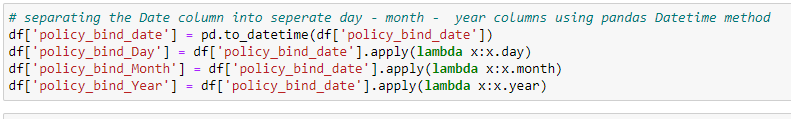 # separating the Date column into seperate day - month -  year columns using pandas Datetime method
df['policy_bind_date'] = pd.to_datetime(df['policy_bind_date'])
df['policy_bind_Day'] = df['policy_bind_date'].apply(lambda x:x.day)
df['policy_bind_Month'] = df['policy_bind_date'].apply(lambda x:x.month)
df['policy_bind_Year'] = df['policy_bind_date'].apply(lambda x:x.year)